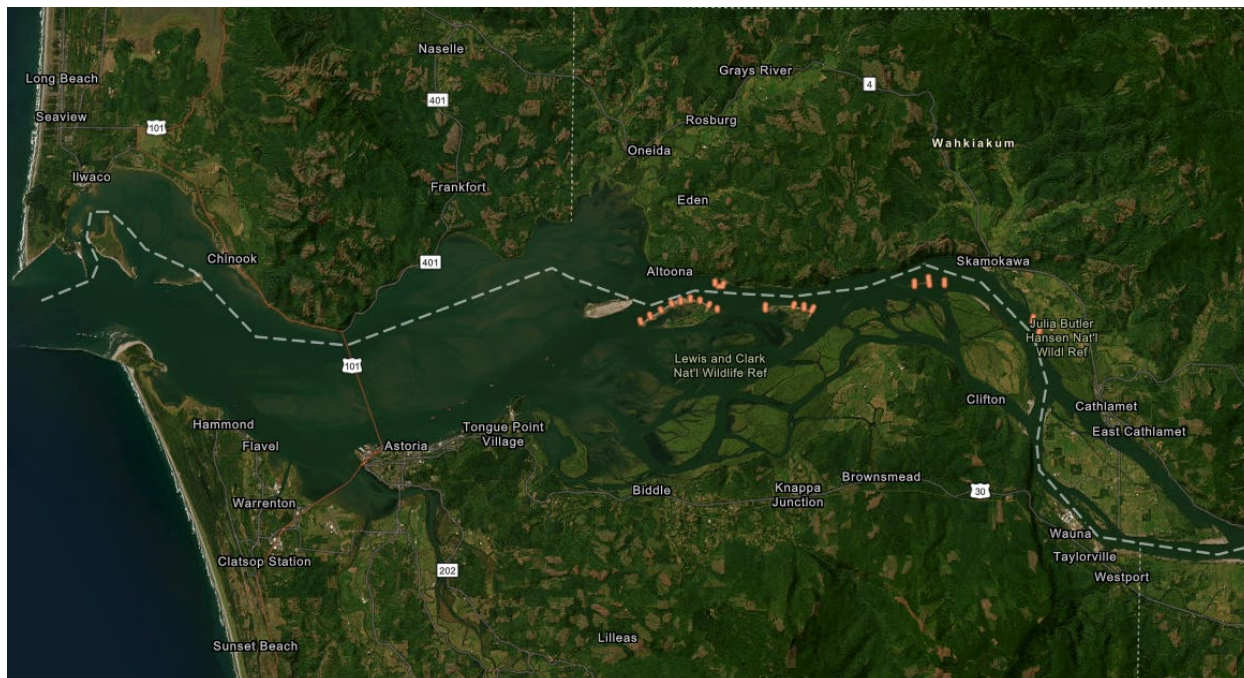 Naselle
Long Beach
Grays River
4
401
Seaview
101
Rosburg
Wahkiakum
Oneida
Ilwaco
Frankfort
Eden
Chinook
401
Altoona
Skamokawa
Julia Butler
Hansen Nat'l
Wildl Ref
Lewis and Clark
Nat'l Wildlife Ref
101
Clifton
Cathlamet
Hammond
Tongue Point
Village
East Cathlamet
Flavel
Astoria
Brownsmead
Biddle
Knappa
Junction
30
Warrenton
Wauna
Taylorville
Clatsop Station
202
Westport
Lilleas
Sunset Beach